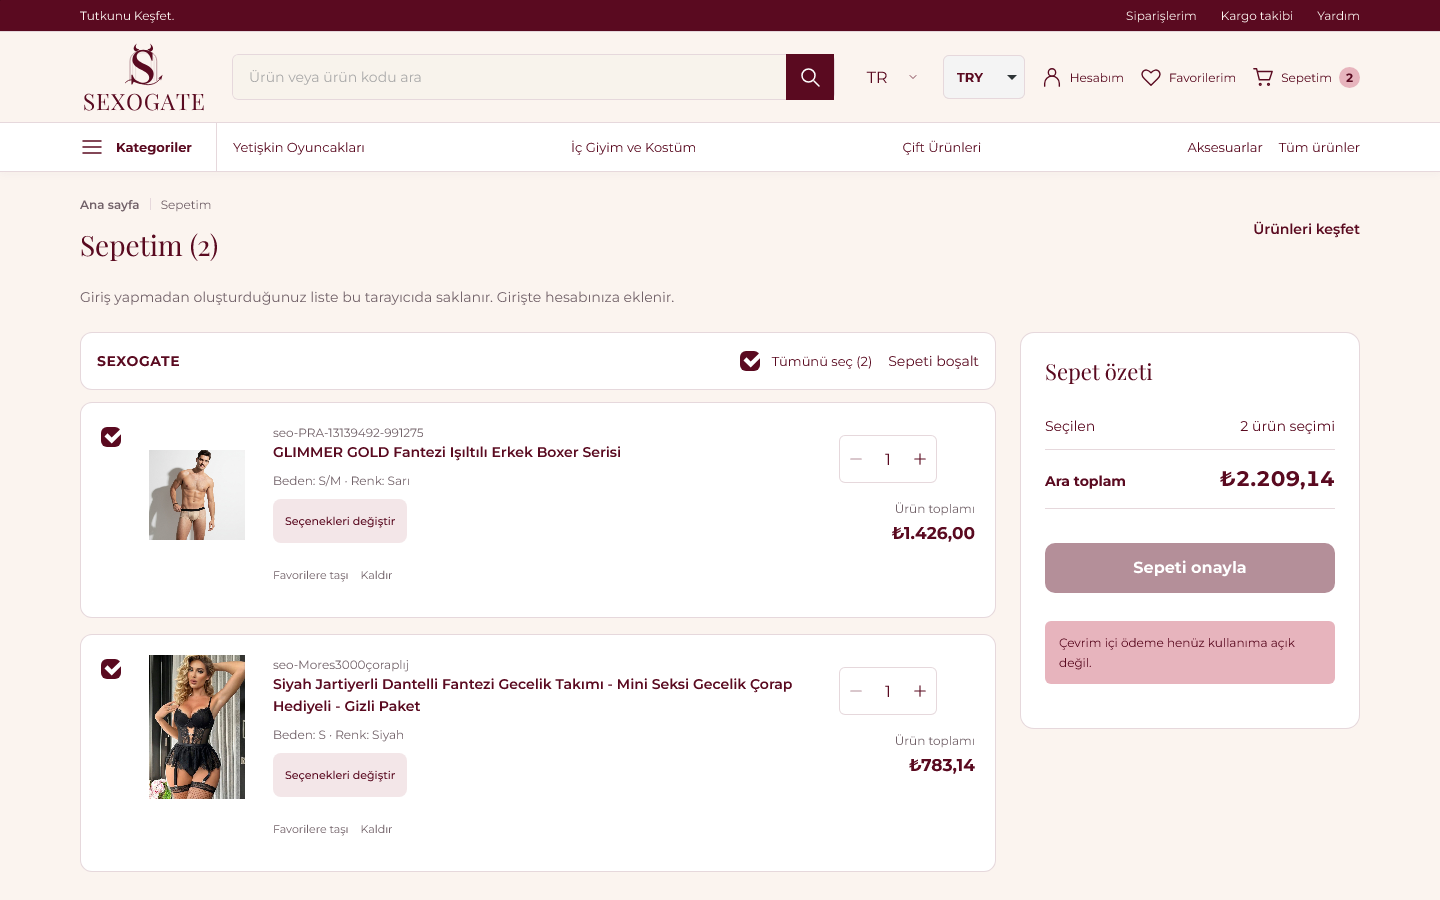 Tutkunu Keşfet.
Siparişlerim
Kargo takibi
Yardım
S
SEXOGATE
Ürün veya ürün kodu ara
TR
TRY
Hesabım
Favorilerim
Sepetim
2
Kategoriler
Yetişkin Oyuncakları
İç Giyim ve Kostüm
Çift Ürünleri
Aksesuarlar
Tüm ürünler
Ana sayfa
Sepetim
Sepetim (2)
Ürünleri keşfet
Giriş yapmadan oluşturduğunuz liste bu tarayıcıda saklanır. Girişte hesabınıza eklenir.
SEXOGATE
Tümünü seç (2)
Sepeti boşalt
seo-PRA-13139492-991275
GLIMMER GOLD Fantezi Işıltılı Erkek Boxer Serisi
Beden: S/M · Renk: Sarı
Seçenekleri değiştir
Favorilere taşı
Kaldır
1
Ürün toplamı
₺1.426,00
seo-Mores3000çoraplıj
Siyah Jartiyerli Dantelli Fantezi Gecelik Takımı - Mini Seksi Gecelik Çorap
Hediyeli - Gizli Paket
Beden: S · Renk: Siyah
Seçenekleri değiştir
Favorilere taşı
Kaldır
1
Ürün toplamı
₺783,14
Sepet özeti
Seçilen
2 ürün seçimi
Ara toplam
₺2.209,14
Sepeti onayla
Çevrim içi ödeme henüz kullanıma açık
değil.